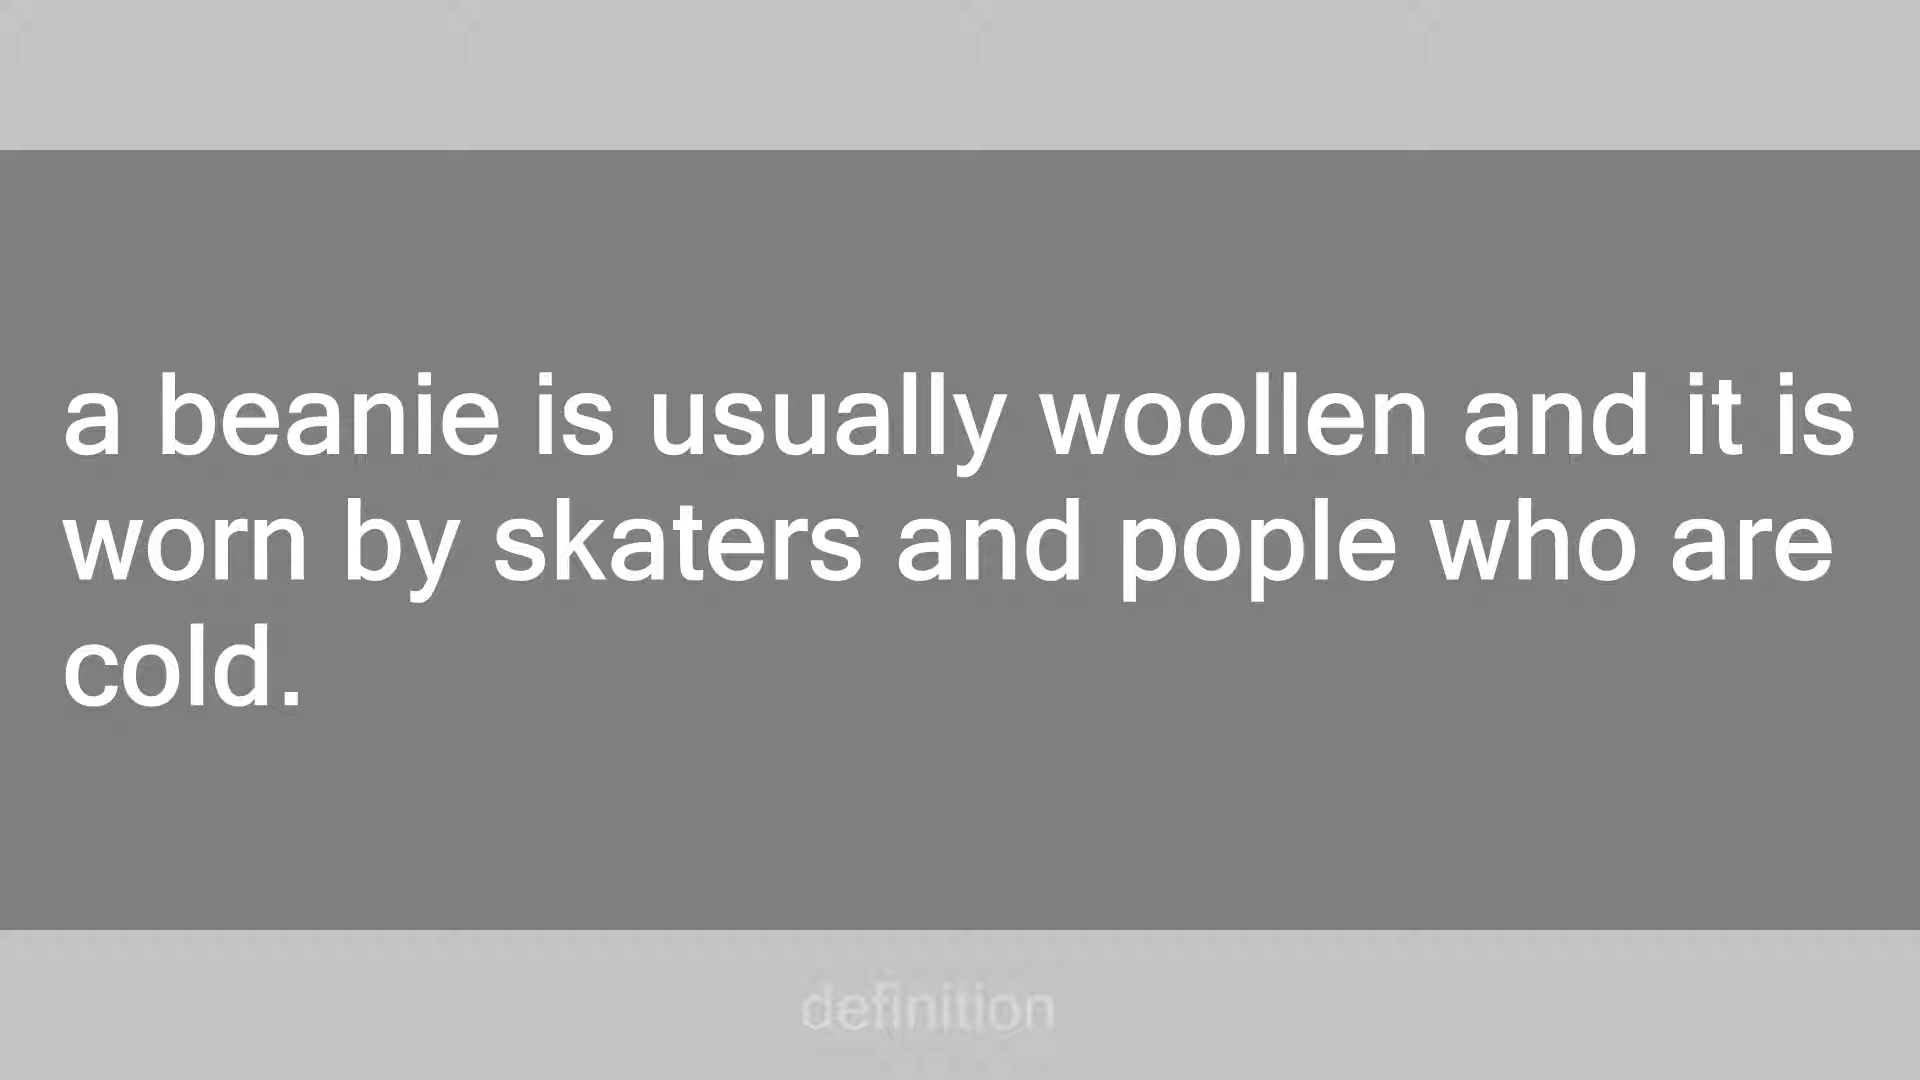 a beanie is usually woollen and it is
worn by skaters and pople who are
cold.
definition